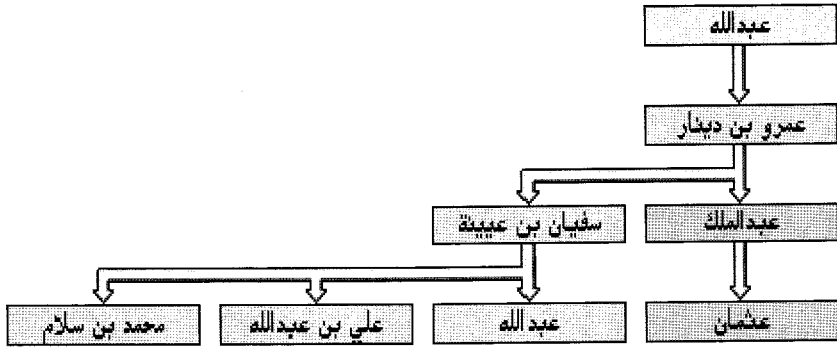 عبدالله
عمرو بن دينار
عبدالملك
سفيان بن عيينة
عثمان
عبدالله
علي بن عبدالله
محمد بن سلام